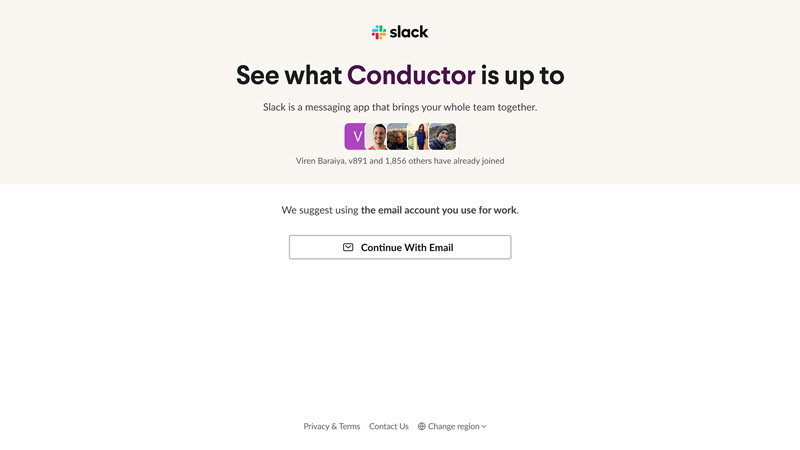 slack
See what Conductor is up to
Slack is a messaging app that brings your whole team together.
V
Viren Baraiya, v891 and 1,856 others have already joined
We suggest using the email account you use for work.
Continue With Email
Privacy & Terms Contact Us Change region